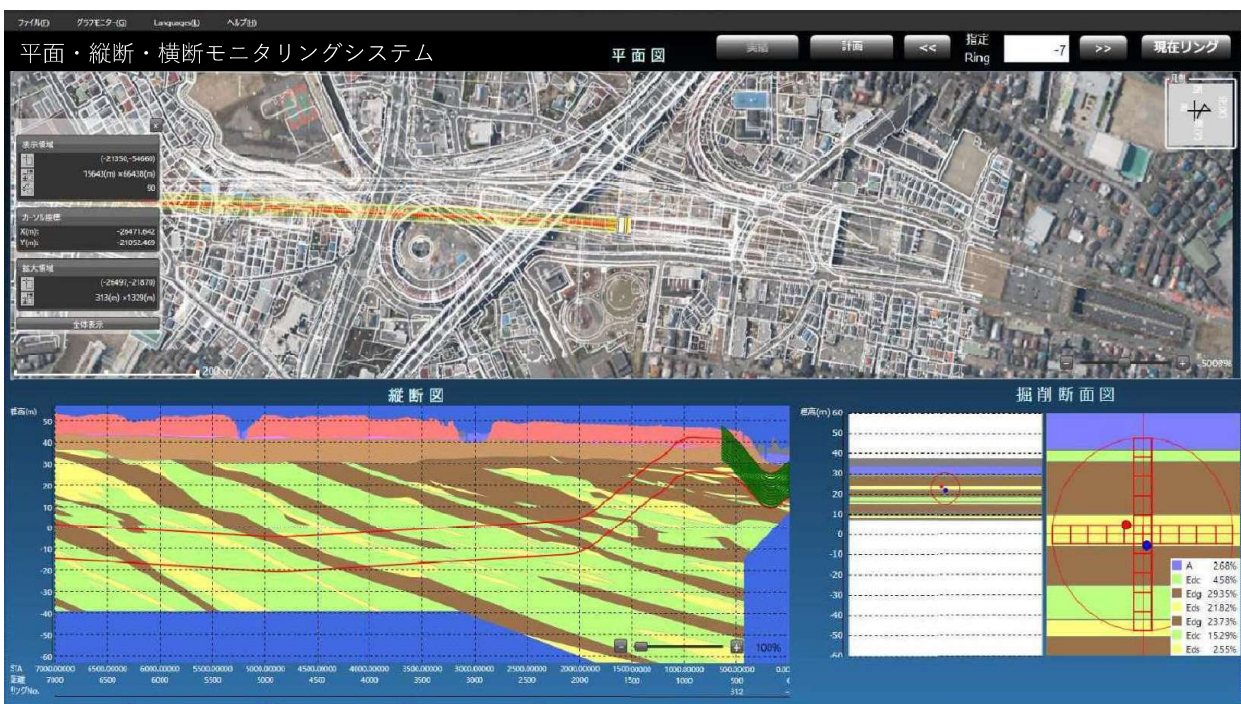 ファイル(F) グラフモニター(G) Languages(L) ヘルプ(H)
平面・縦断・横断モニタリングシステム
平面図
実績 計画 << 指定 Ring -7 >> 現在リング
表示領域
(-21350,-54660)
75643(m) ×66438(m)
90
カーソル座標
X(m): -26471.642
Y(m): -21052.469
拡大領域
(-26497,-21870)
313(m) ×1329(m)
全体表示
200 m
5000%
縦断図
標高(m)
50
40
30
20
10
0
-10
-20
-30
-40
-50
-60
100%
STA 7000.00000 6500.00000 6000.00000 5500.00000 5000.00000 4500.00000 4000.00000 3500.00000 3000.00000 2500.00000 2000.00000 1500.00000 1000.00000 500.00000
距離 7000 6500 6000 5500 5000 4500 4000 3500 3000 2500 2000 1500 1000 500
リングNo. 312
掘削断面図
標高(m) 60
50
40
30
20
10
0
-10
-20
-30
-40
-50
-60
A 2.68%
Edc 4.58%
Edg 29.35%
Eds 21.82%
Edg 23.73%
Edc 15.29%
Eds 2.55%